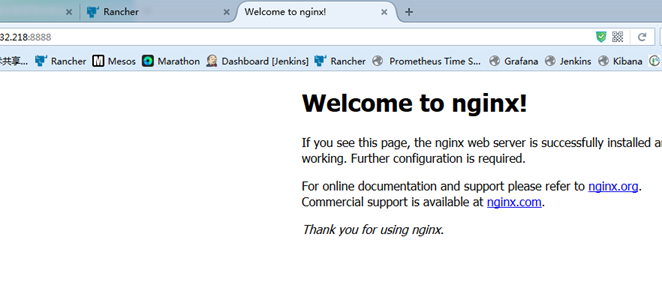 Rancher
Welcome to nginx!
32.218:8888
共享... Rancher Mesos Marathon Dashboard [Jenkins] Rancher Prometheus Time S... Grafana Jenkins Kibana
Welcome to nginx!
If you see this page, the nginx web server is successfully installed a
working. Further configuration is required.
For online documentation and support please refer to nginx.org.
Commercial support is available at nginx.com.
Thank you for using nginx.